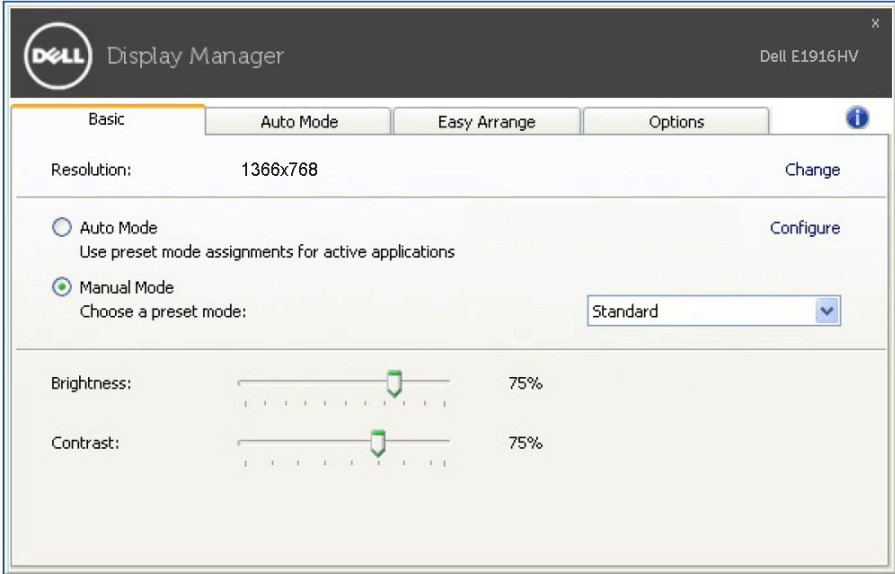 x
DELL Display Manager
Dell E1916HV
Basic Auto Mode Easy Arrange Options i
Resolution: 1366x768 Change
Auto Mode Configure
Use preset mode assignments for active applications
Manual Mode
Choose a preset mode: Standard
Brightness: 75%
Contrast: 75%